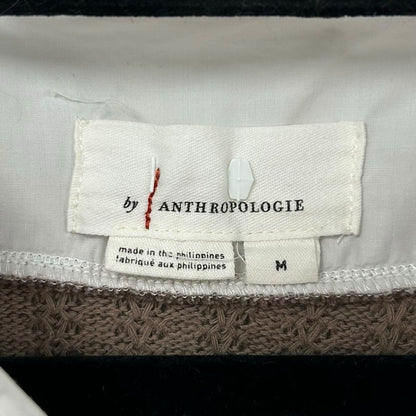 by ANTHROPOLOGIE
made in the philippines
fabriqué aux philippines
M